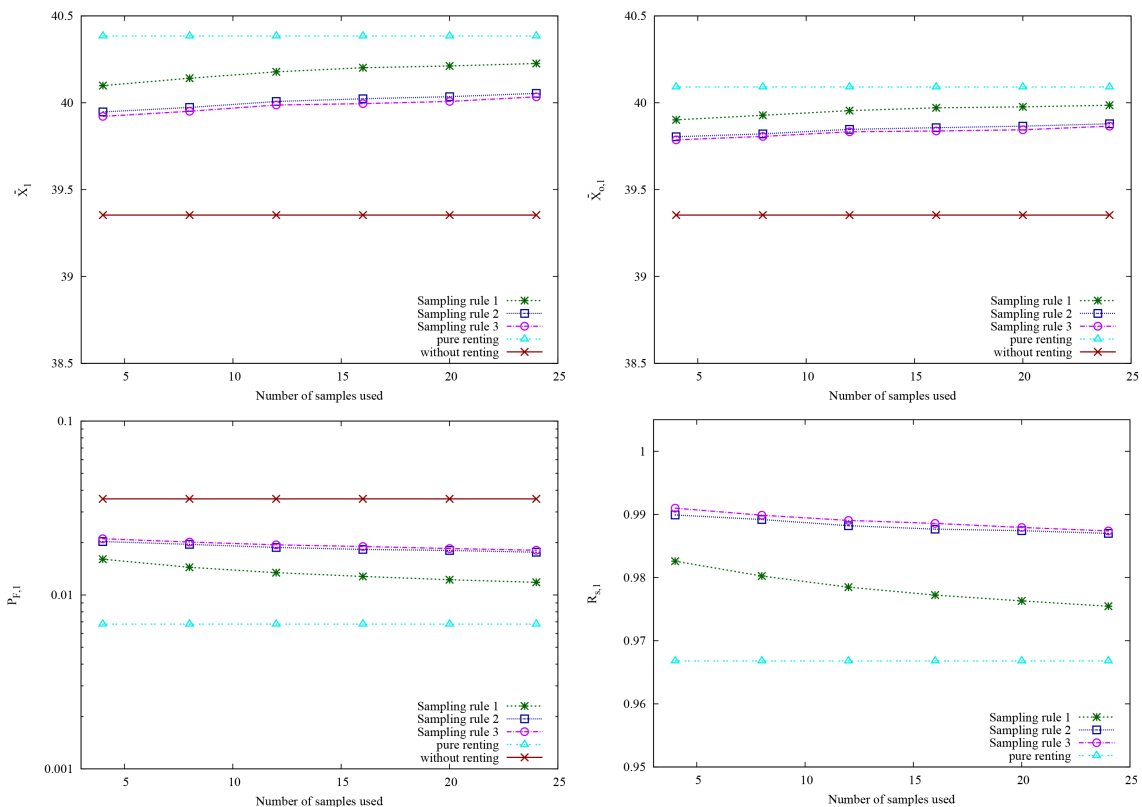 40.5
40
39.5
39
38.5
X̄₁
5
10
15
20
25
Number of samples used
Sampling rule 1
Sampling rule 2
Sampling rule 3
pure renting
without renting
40.5
40
39.5
39
38.5
X̄ₒ,₁
5
10
15
20
25
Number of samples used
Sampling rule 1
Sampling rule 2
Sampling rule 3
pure renting
without renting
0.1
0.01
0.001
P_F,1
5
10
15
20
25
Number of samples used
Sampling rule 1
Sampling rule 2
Sampling rule 3
pure renting
without renting
1
0.99
0.98
0.97
0.96
0.95
R_s,1
5
10
15
20
25
Number of samples used
Sampling rule 1
Sampling rule 2
Sampling rule 3
pure renting